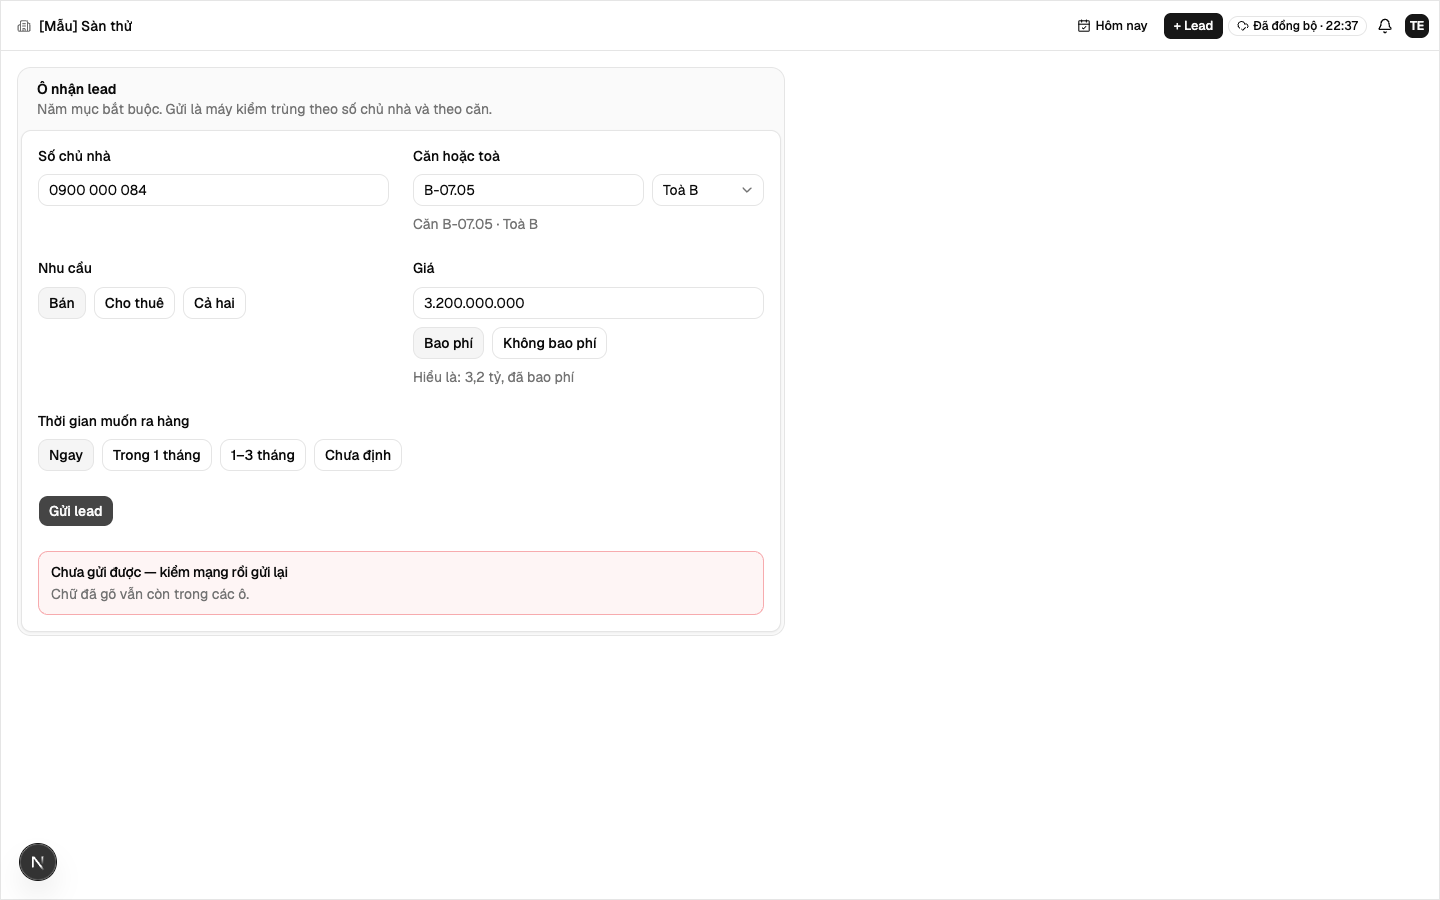 [Mẫu] Sàn thử
Hôm nay
+ Lead
Đã đồng bộ · 22:37
TE
Ô nhận lead
Năm mục bắt buộc. Gửi là máy kiểm trùng theo số chủ nhà và theo căn.
Số chủ nhà
0900 000 084
Căn hoặc toà
B-07.05
Toà B
Căn B-07.05 · Toà B
Nhu cầu
Bán
Cho thuê
Cả hai
Giá
3.200.000.000
Bao phí
Không bao phí
Hiểu là: 3,2 tỷ, đã bao phí
Thời gian muốn ra hàng
Ngay
Trong 1 tháng
1–3 tháng
Chưa định
Gửi lead
Chưa gửi được — kiểm mạng rồi gửi lại
Chữ đã gõ vẫn còn trong các ô.
N